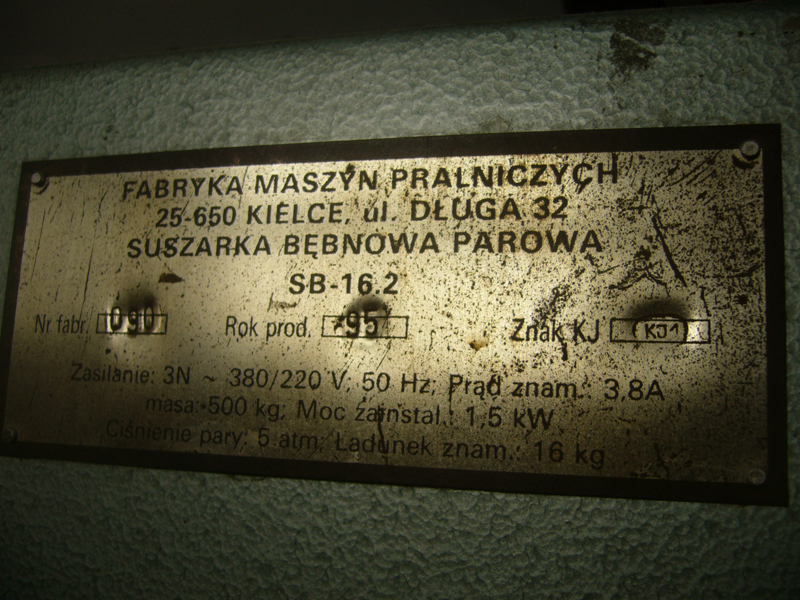 FABRYKA MASZYN PRALNICZYCH
25-650 KIELCE, ul. DŁUGA 32
SUSZARKA BĘBNOWA PAROWA
SB-16.2
Nr fabr. 090 Rok prod. 95 Znak KJ KJ1
Zasilanie: 3N ~ 380/220 V; 50 Hz; Prąd znam.: 3,8A
masa: 500 kg; Moc zainstal.: 1,5 kW
Ciśnienie pary: 5 atm; Ładunek znam.: 16 kg